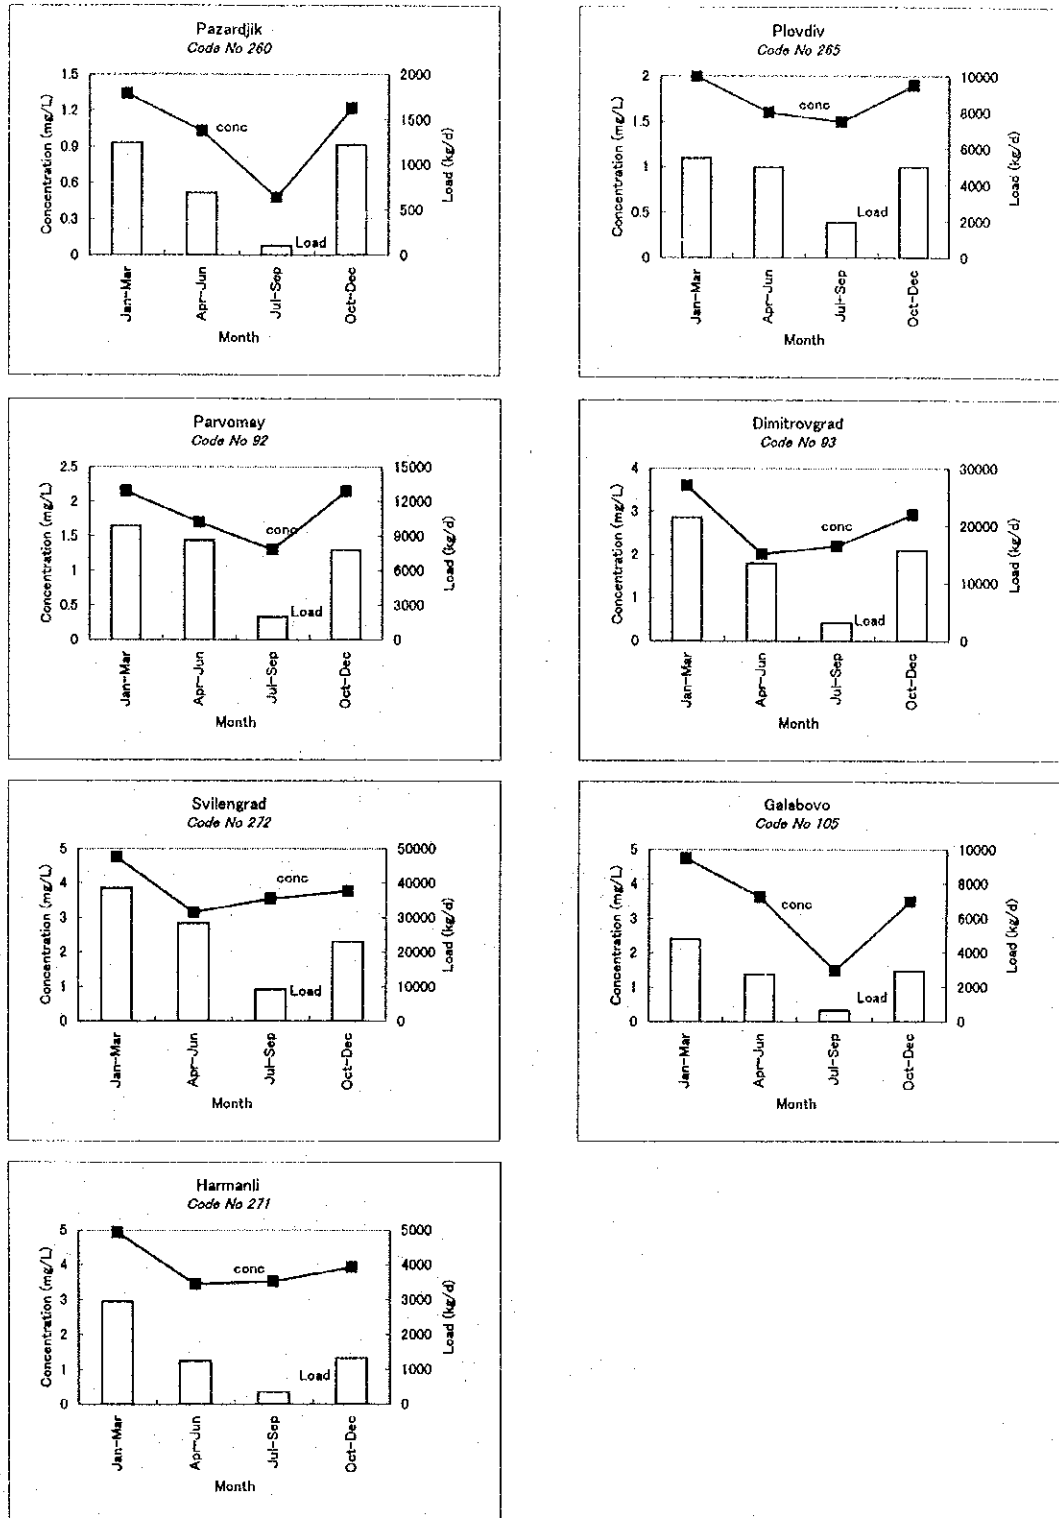 Pazardjik
Code No 260
Concentration (mg/L)
1.5
1.2
0.9
0.6
0.3
0
2000
1500
1000
500
0
Load (kg/d)
conc
Load
Jan-Mar
Apr-Jun
Jul-Sep
Oct-Dec
Month
Plovdiv
Code No 265
Concentration (mg/L)
2
1.5
1
0.5
0
10000
8000
6000
4000
2000
0
Load (kg/d)
conc
Load
Jan-Mar
Apr-Jun
Jul-Sep
Oct-Dec
Month
Parvomay
Code No 92
Concentration (mg/L)
2.5
2
1.5
1
0.5
0
15000
12000
9000
6000
3000
0
Load (kg/d)
conc
Load
Jan-Mar
Apr-Jun
Jul-Sep
Oct-Dec
Month
Dimitrovgrad
Code No 93
Concentration (mg/L)
4
3
2
1
0
30000
20000
10000
0
Load (kg/d)
conc
Load
Jan-Mar
Apr-Jun
Jul-Sep
Oct-Dec
Month
Svilengrad
Code No 272
Concentration (mg/L)
5
4
3
2
1
0
50000
40000
30000
20000
10000
0
Load (kg/d)
conc
Load
Jan-Mar
Apr-Jun
Jul-Sep
Oct-Dec
Month
Galabovo
Code No 105
Concentration (mg/L)
5
4
3
2
1
0
10000
8000
6000
4000
2000
0
Load (kg/d)
conc
Load
Jan-Mar
Apr-Jun
Jul-Sep
Oct-Dec
Month
Harmanli
Code No 271
Concentration (mg/L)
5
4
3
2
1
0
5000
4000
3000
2000
1000
0
Load (kg/d)
conc
Load
Jan-Mar
Apr-Jun
Jul-Sep
Oct-Dec
Month